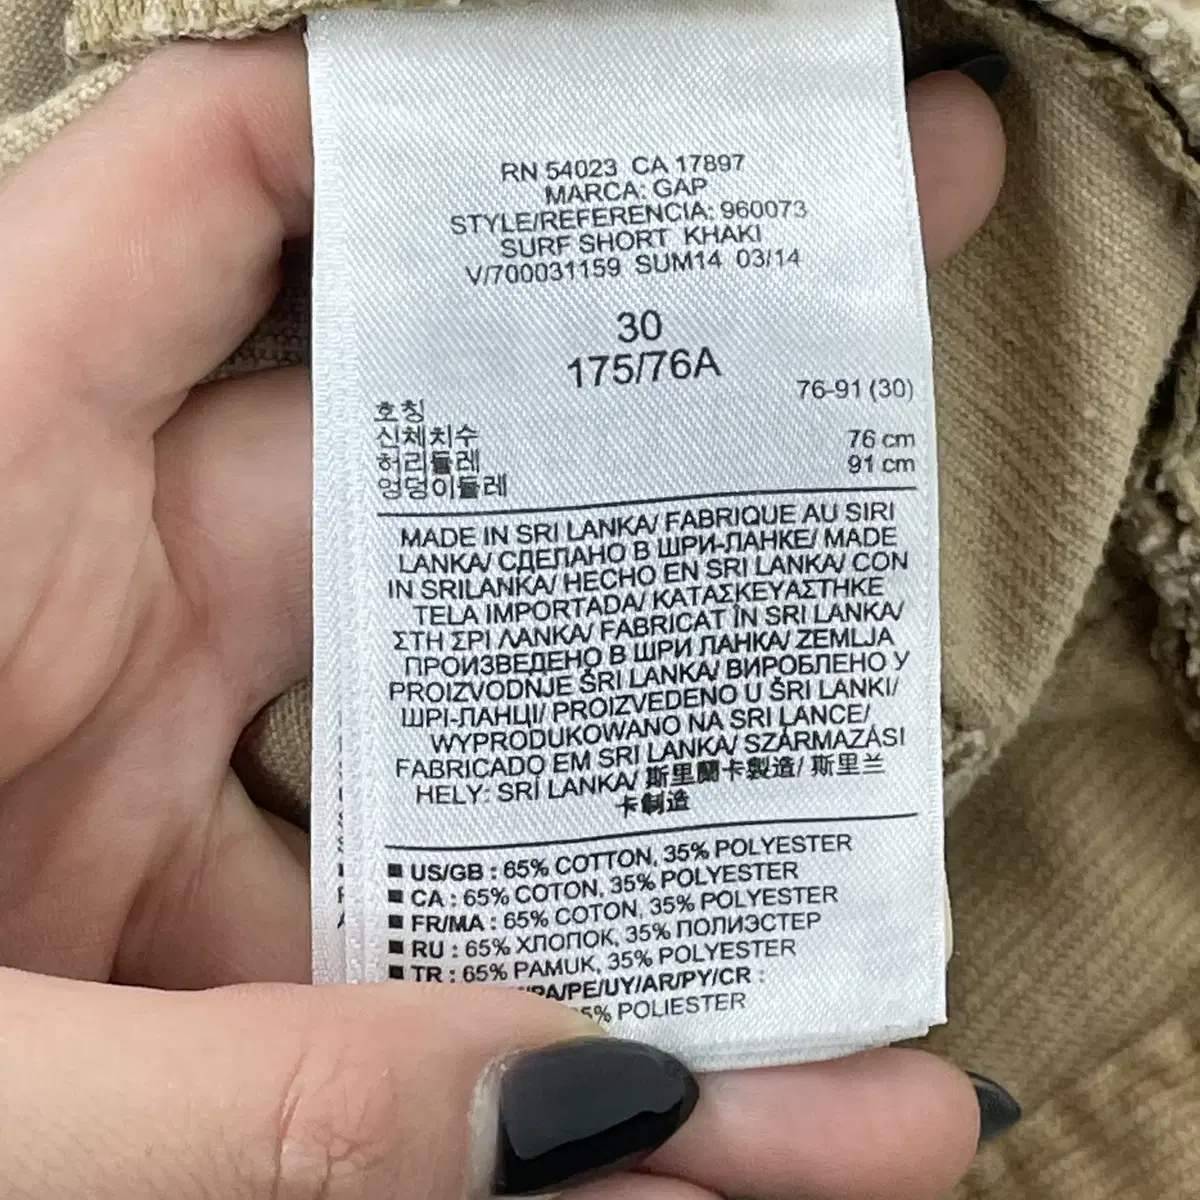 RN 54023 CA 17897
MARCA: GAP
STYLE/REFERENCIA: 960073
SURF SHORT KHAKI
V/700031159 SUM14 03/14
30
175/76A
호칭 76-91 (30)
신체치수
허리둘레 76 cm
엉덩이둘레 91 cm
MADE IN SRI LANKA/ FABRIQUE AU SIRI
LANKA/ СДЕЛАНО В ШРИ-ЛАНКЕ/ MADE
IN SRILANKA/ HECHO EN SRI LANKA/ CON
TELA IMPORTADA/ ΚΑΤΑΣΚΕΥΑΣΤΗΚΕ
ΣΤΗ ΣΡΙ ΛΑΝΚΑ/ FABRICAT ÎN SRI LANKA/
ПРОИЗВЕДЕНО В ШРИ ЛАНКА/ ZEMLJA
PROIZVODNJE ŠRI LANKA/ ВИРОБЛЕНО У
ШРІ-ЛАНЦІ/ PROIZVEDENO U ŠRI LANKI/
WYPRODUKOWANO NA SRI LANCE/
FABRICADO EM SRI LANKA/ SZÁRMAZÁSI
HELY: SRI LANKA/ 斯里蘭卡製造/ 斯里兰
卡制造
■ US/GB : 65% COTTON, 35% POLYESTER
■ CA : 65% COTON, 35% POLYESTER
■ FR/MA : 65% COTON, 35% POLYESTER
■ RU : 65% ХЛОПОК, 35% ПОЛИЭСТЕР
■ TR : 65% PAMUK, 35% POLYESTER
PA/PE/UY/AR/PY/CR :
5% POLIESTER